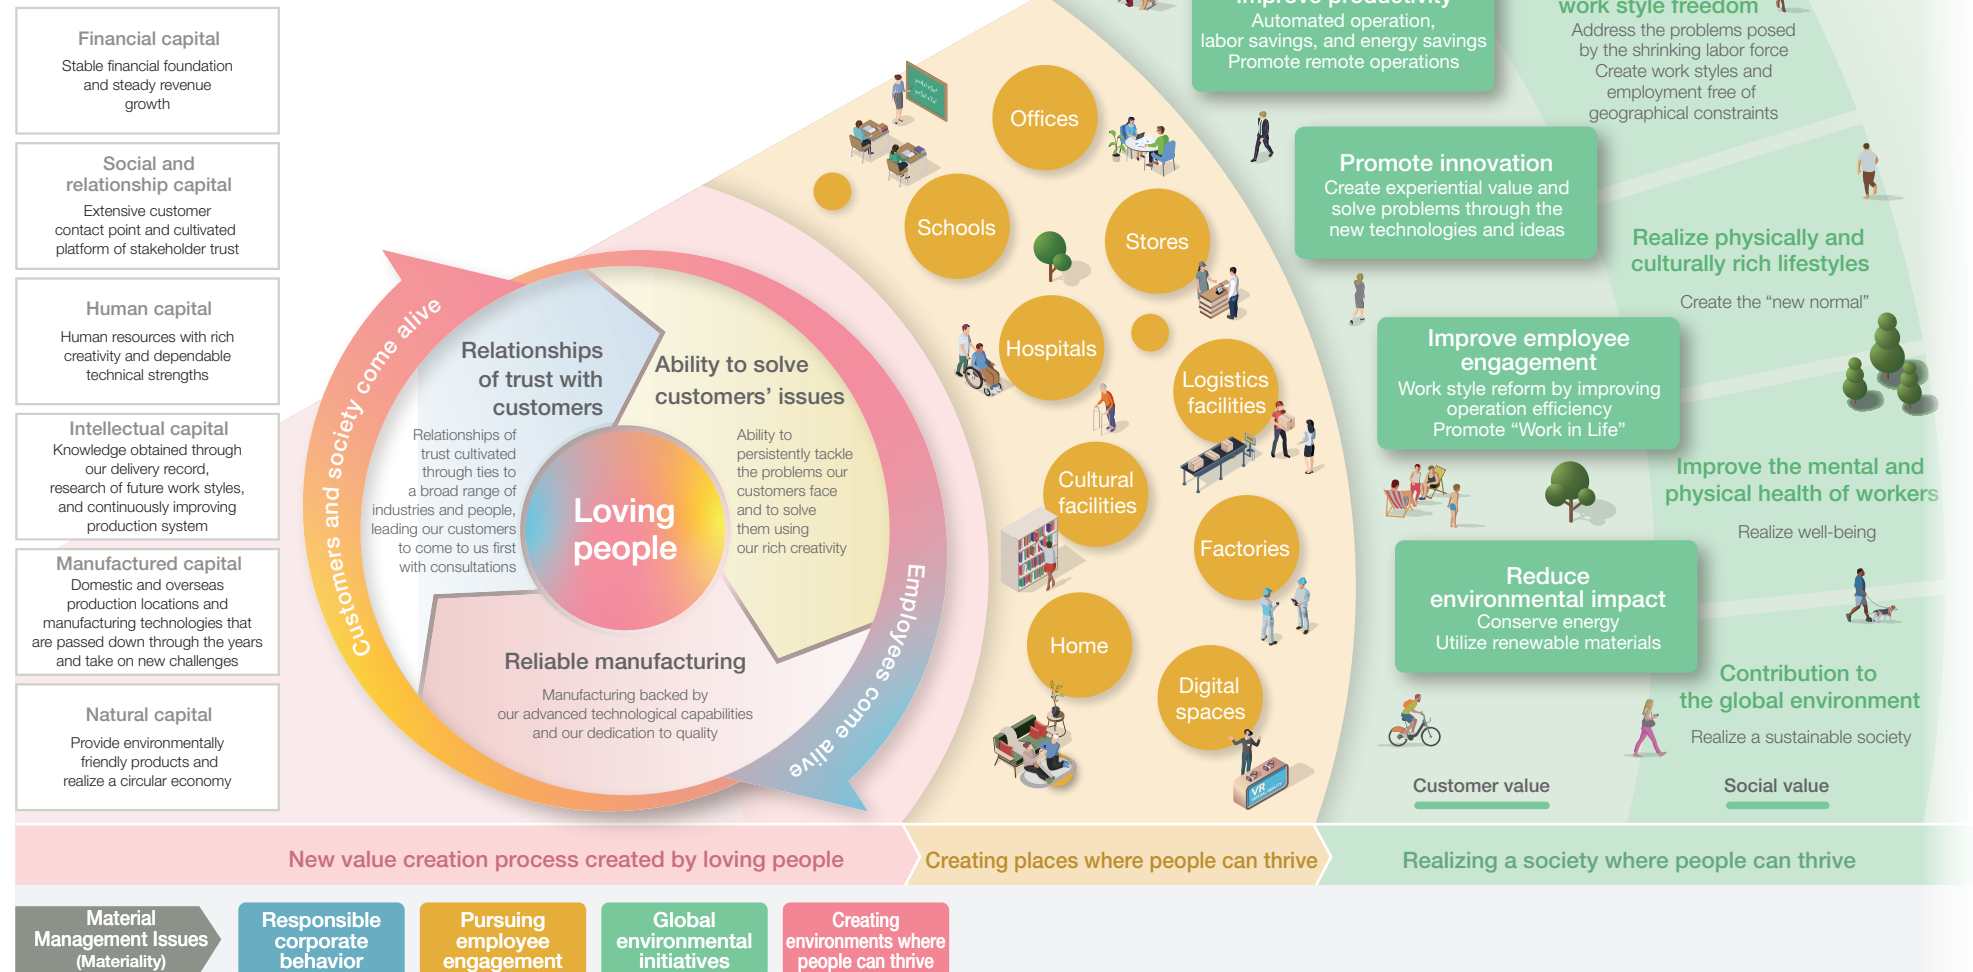 Financial capital
Stable financial foundation
and steady revenue
growth
Social and
relationship capital
Extensive customer
contact point and cultivated
platform of stakeholder trust
Human capital
Human resources with rich
creativity and dependable
technical strengths
Intellectual capital
Knowledge obtained through
our delivery record,
research of future work styles,
and continuously improving
production system
Manufactured capital
Domestic and overseas
production locations and
manufacturing technologies that
are passed down through the years
and take on new challenges
Natural capital
Provide environmentally
friendly products and
realize a circular economy
Customers and society come alive
Employees come alive
Relationships
of trust with
customers
Relationships of
trust cultivated
through ties to
a broad range of
industries and people,
leading our customers
to come to us first
with consultations
Ability to solve
customers’ issues
Ability to
persistently tackle
the problems our
customers face
and to solve
them using
our rich creativity
Loving
people
Reliable manufacturing
Manufacturing backed by
our advanced technological capabilities
and our dedication to quality
Offices
Schools
Stores
Hospitals
Logistics
facilities
Cultural
facilities
Factories
Home
Digital
spaces
VR
Improve productivity
Automated operation,
labor savings, and energy savings
Promote remote operations
Promote innovation
Create experiential value and
solve problems through the
new technologies and ideas
Improve employee
engagement
Work style reform by improving
operation efficiency
Promote “Work in Life”
Reduce
environmental impact
Conserve energy
Utilize renewable materials
Customer value
work style freedom
Address the problems posed
by the shrinking labor force
Create work styles and
employment free of
geographical constraints
Realize physically and
culturally rich lifestyles
Create the “new normal”
Improve the mental and
physical health of workers
Realize well-being
Contribution to
the global environment
Realize a sustainable society
Social value
New value creation process created by loving people
Creating places where people can thrive
Realizing a society where people can thrive
Material
Management Issues
(Materiality)
Responsible
corporate
behavior
Pursuing
employee
engagement
Global
environmental
initiatives
Creating
environments where
people can thrive